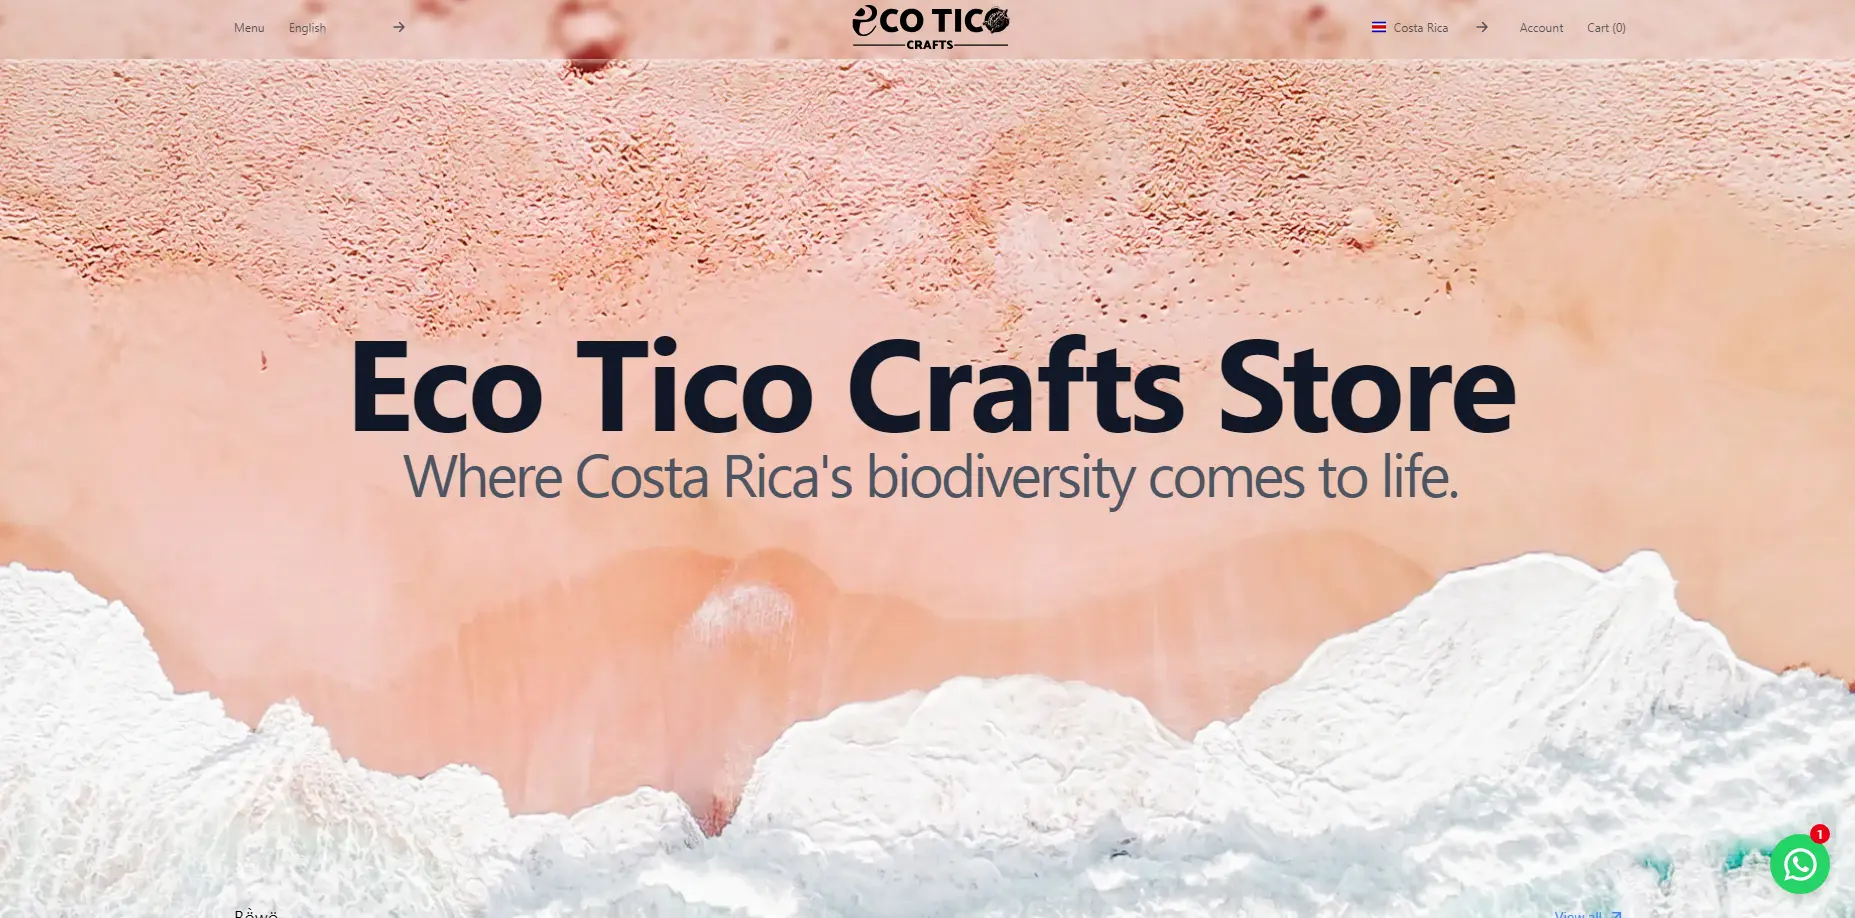 Menu English
eco TICO
CRAFTS
Costa Rica Account Cart (0)
Eco Tico Crafts Store
Where Costa Rica's biodiversity comes to life.
1
View all